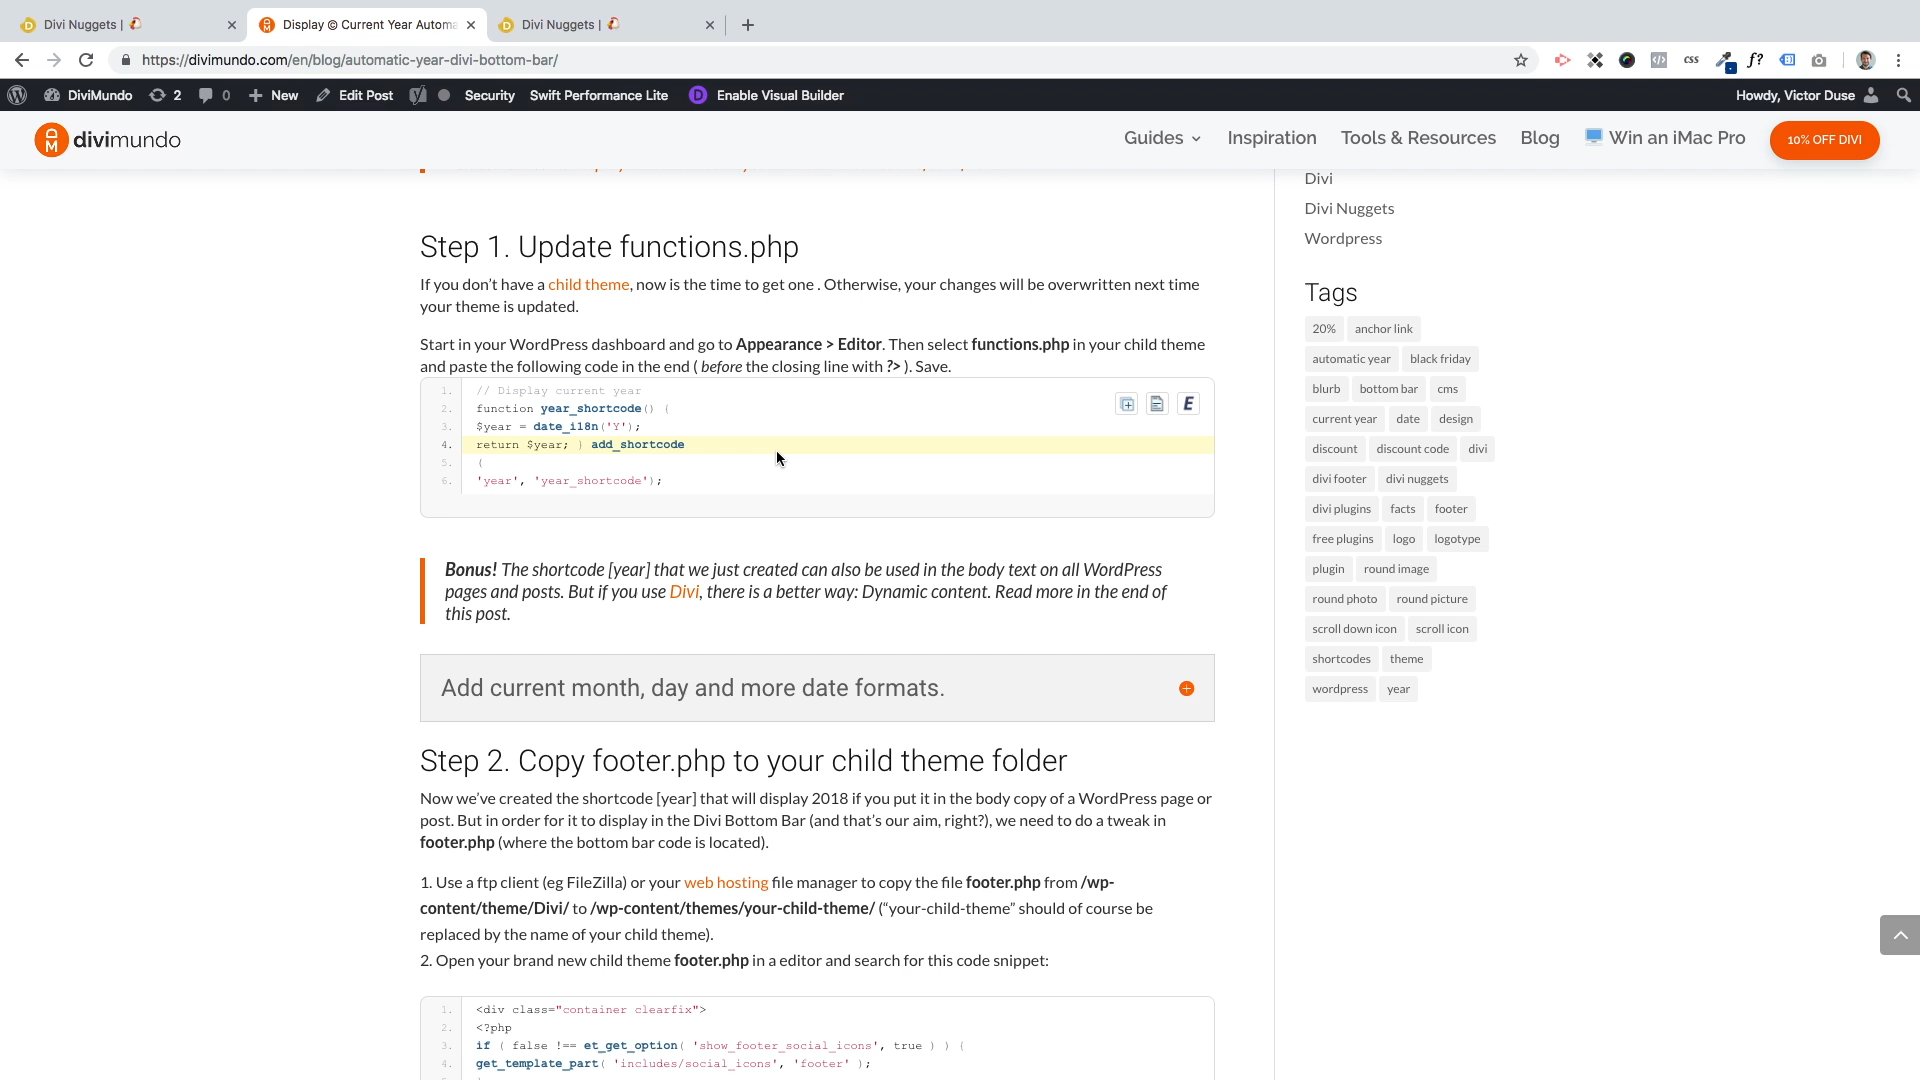 Divi Nuggets |
Display © Current Year Automa
Divi Nuggets |
https://divimundo.com/en/blog/automatic-year-divi-bottom-bar/
css
f?
DiviMundo
2
0
New
Edit Post
Security
Swift Performance Lite
D
Enable Visual Builder
Howdy, Victor Duse
DM divimundo
Guides
Inspiration
Tools & Resources
Blog
Win an iMac Pro
10% OFF DIVI
Step 1. Update functions.php
If you don't have a child theme, now is the time to get one . Otherwise, your changes will be overwritten next time
your theme is updated.
Start in your WordPress dashboard and go to Appearance > Editor. Then select functions.php in your child theme
and paste the following code in the end ( before the closing line with ?> ). Save.
1. // Display current year
2. function year_shortcode() {
3. $year = date_i18n('Y');
4. return $year; } add_shortcode
5. (
6. 'year', 'year_shortcode');
E
Bonus! The shortcode [year] that we just created can also be used in the body text on all WordPress
pages and posts. But if you use Divi, there is a better way: Dynamic content. Read more in the end of
this post.
Add current month, day and more date formats.
Step 2. Copy footer.php to your child theme folder
Now we've created the shortcode [year] that will display 2018 if you put it in the body copy of a WordPress page or
post. But in order for it to display in the Divi Bottom Bar (and that's our aim, right?), we need to do a tweak in
footer.php (where the bottom bar code is located).
1. Use a ftp client (eg FileZilla) or your web hosting file manager to copy the file footer.php from /wp-
content/theme/Divi/ to /wp-content/themes/your-child-theme/ (“your-child-theme” should of course be
replaced by the name of your child theme).
2. Open your brand new child theme footer.php in a editor and search for this code snippet:
1. <div class="container clearfix">
2. <?php
3. if ( false !== et_get_option( 'show_footer_social_icons', true ) ) {
4. get_template_part( 'includes/social_icons', 'footer' );
Divi
Divi Nuggets
Wordpress
Tags
20% anchor link
automatic year black friday
blurb bottom bar cms
current year date design
discount discount code divi
divi footer divi nuggets
divi plugins facts footer
free plugins logo logotype
plugin round image
round photo round picture
scroll down icon scroll icon
shortcodes theme
wordpress year